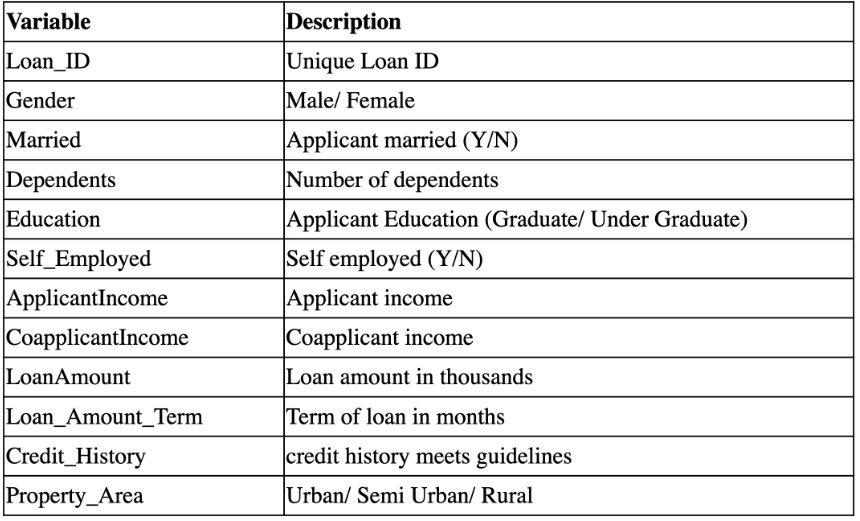 Variable Description
Loan_ID Unique Loan ID
Gender Male/ Female
Married Applicant married (Y/N)
Dependents Number of dependents
Education Applicant Education (Graduate/ Under Graduate)
Self_Employed Self employed (Y/N)
ApplicantIncome Applicant income
CoapplicantIncome Coapplicant income
LoanAmount Loan amount in thousands
Loan_Amount_Term Term of loan in months
Credit_History credit history meets guidelines
Property_Area Urban/ Semi Urban/ Rural